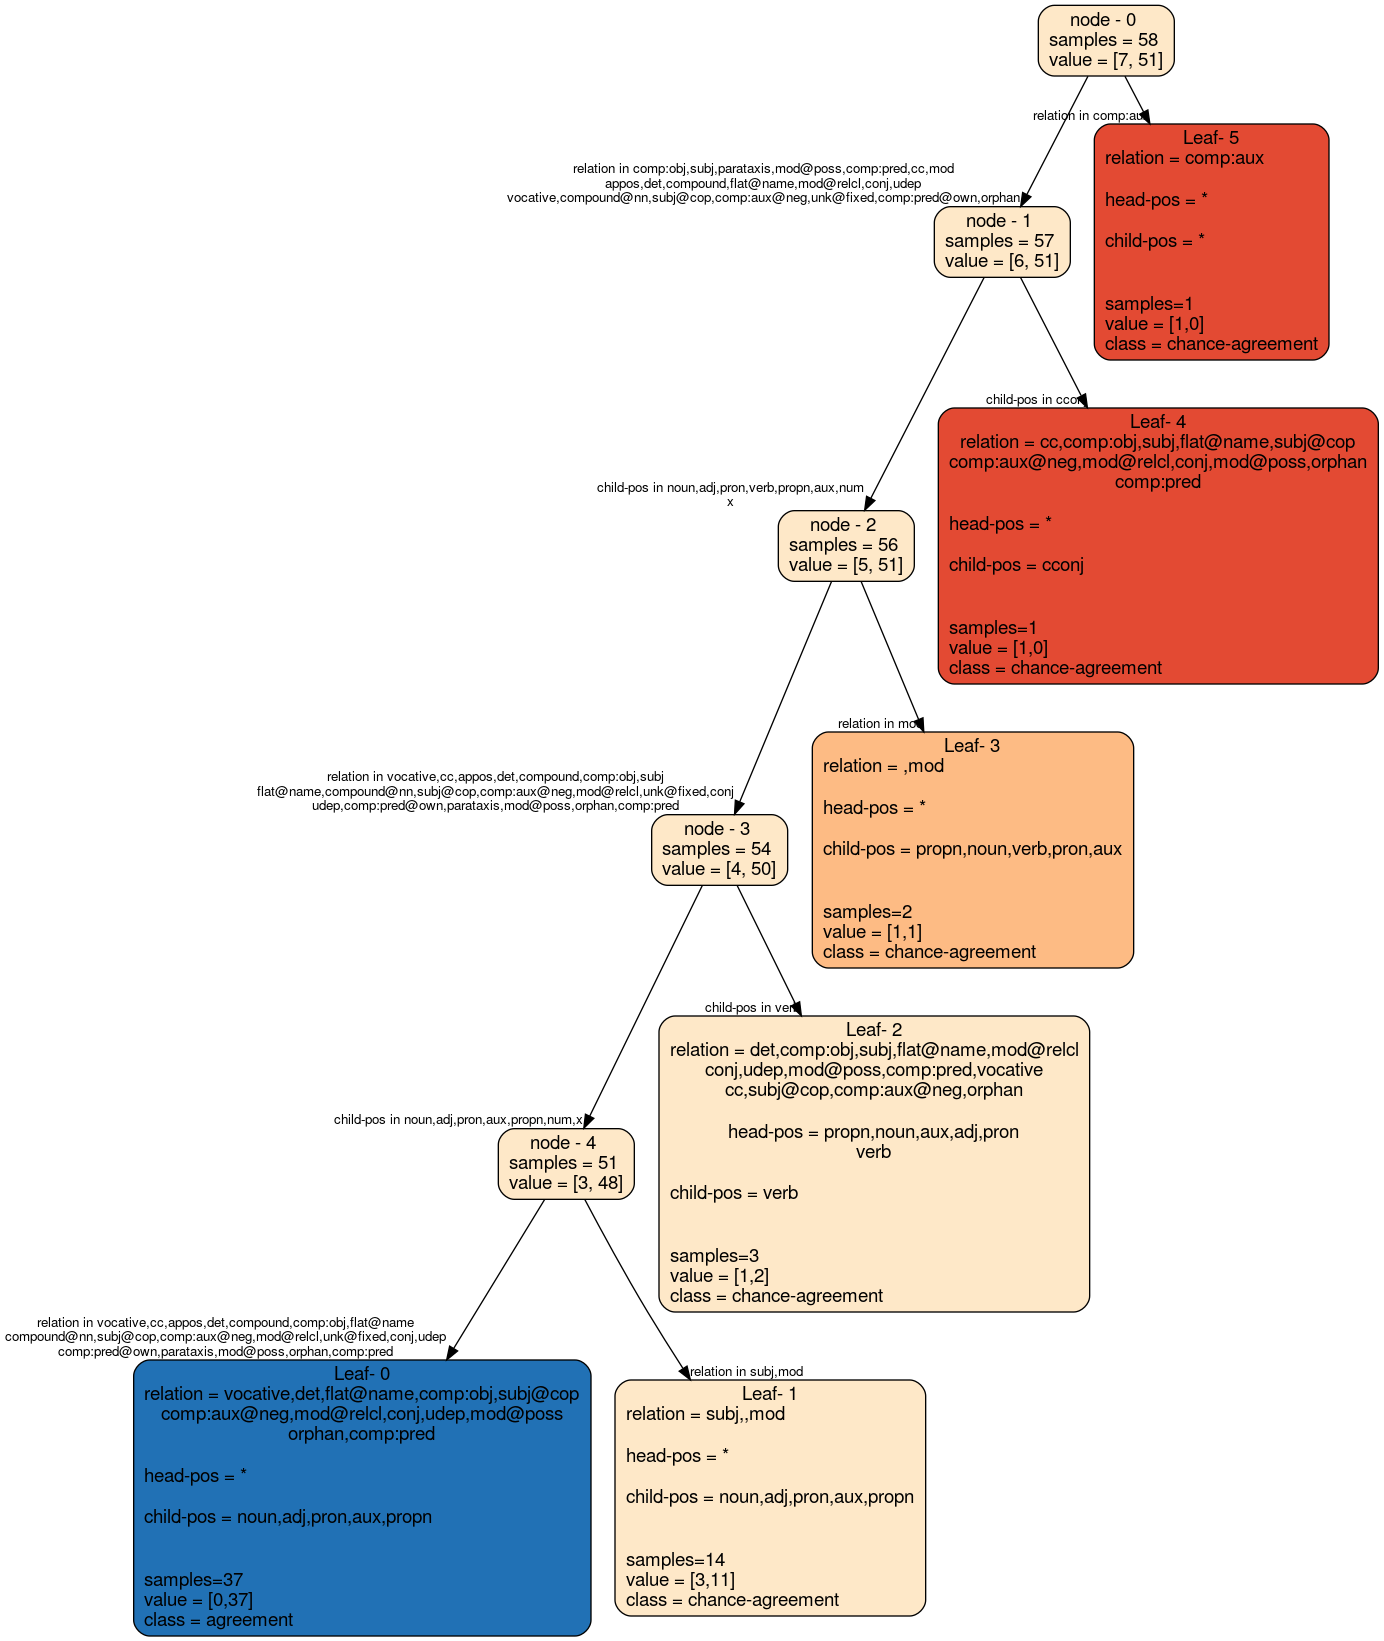 node - 0
samples = 58
value = [7, 51]
relation in comp:aux
Leaf- 5
relation = comp:aux
head-pos = *
child-pos = *
samples=1
value = [1,0]
class = chance-agreement
relation in comp:obj,subj,parataxis,mod@poss,comp:pred,cc,mod
appos,det,compound,flat@name,mod@relcl,conj,udep
vocative,compound@nn,subj@cop,comp:aux@neg,unk@fixed,comp:pred@own,orphan
node - 1
samples = 57
value = [6, 51]
child-pos in cconj
Leaf- 4
relation = cc,comp:obj,subj,flat@name,subj@cop
comp:aux@neg,mod@relcl,conj,mod@poss,orphan
comp:pred
head-pos = *
child-pos = cconj
samples=1
value = [1,0]
class = chance-agreement
child-pos in noun,adj,pron,verb,propn,aux,num
x
node - 2
samples = 56
value = [5, 51]
relation in mod
Leaf- 3
relation = ,mod
head-pos = *
child-pos = propn,noun,verb,pron,aux
samples=2
value = [1,1]
class = chance-agreement
relation in vocative,cc,appos,det,compound,comp:obj,subj
flat@name,compound@nn,subj@cop,comp:aux@neg,mod@relcl,unk@fixed,conj
udep,comp:pred@own,parataxis,mod@poss,orphan,comp:pred
node - 3
samples = 54
value = [4, 50]
child-pos in verb
Leaf- 2
relation = det,comp:obj,subj,flat@name,mod@relcl
conj,udep,mod@poss,comp:pred,vocative
cc,subj@cop,comp:aux@neg,orphan
head-pos = propn,noun,aux,adj,pron
verb
child-pos = verb
samples=3
value = [1,2]
class = chance-agreement
child-pos in noun,adj,pron,aux,propn,num,x
node - 4
samples = 51
value = [3, 48]
relation in vocative,cc,appos,det,compound,comp:obj,flat@name
compound@nn,subj@cop,comp:aux@neg,mod@relcl,unk@fixed,conj,udep
comp:pred@own,parataxis,mod@poss,orphan,comp:pred
Leaf- 0
relation = vocative,det,flat@name,comp:obj,subj@cop
comp:aux@neg,mod@relcl,conj,udep,mod@poss
orphan,comp:pred
head-pos = *
child-pos = noun,adj,pron,aux,propn
samples=37
value = [0,37]
class = agreement
relation in subj,mod
Leaf- 1
relation = subj,,mod
head-pos = *
child-pos = noun,adj,pron,aux,propn
samples=14
value = [3,11]
class = chance-agreement